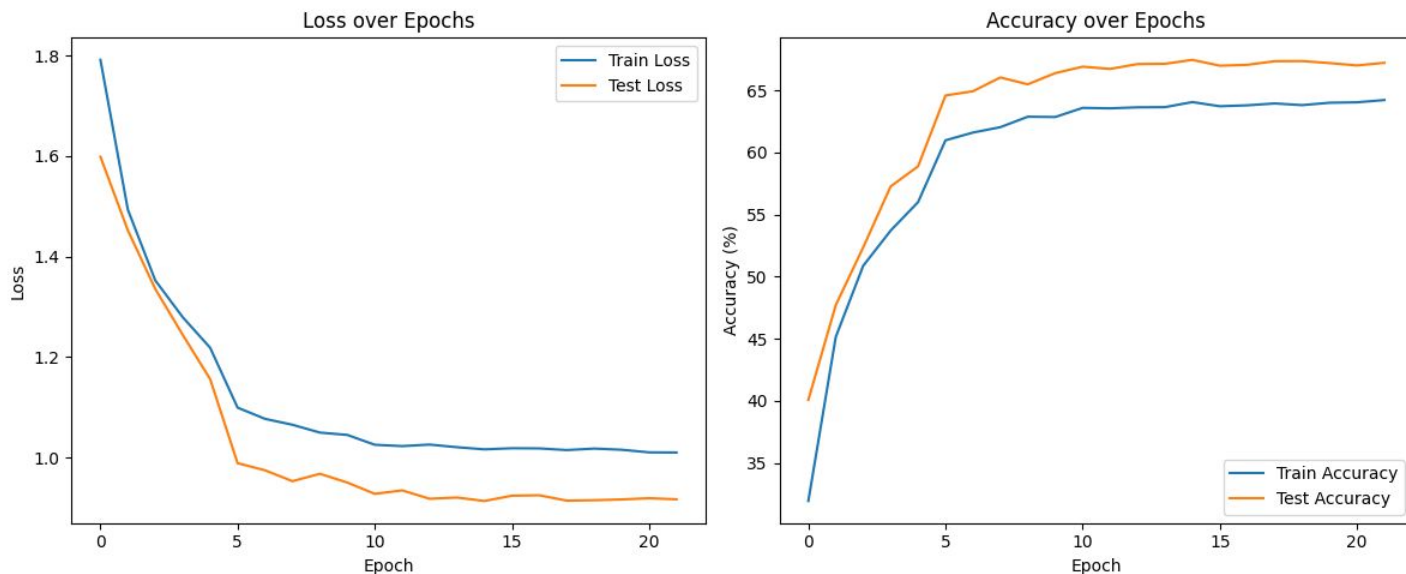 Loss over Epochs
Train Loss
Test Loss
1.8
1.6
1.4
1.2
1.0
Loss
0
5
10
15
20
Epoch
Accuracy over Epochs
65
60
55
50
45
40
35
Accuracy (%)
Train Accuracy
Test Accuracy
0
5
10
15
20
Epoch